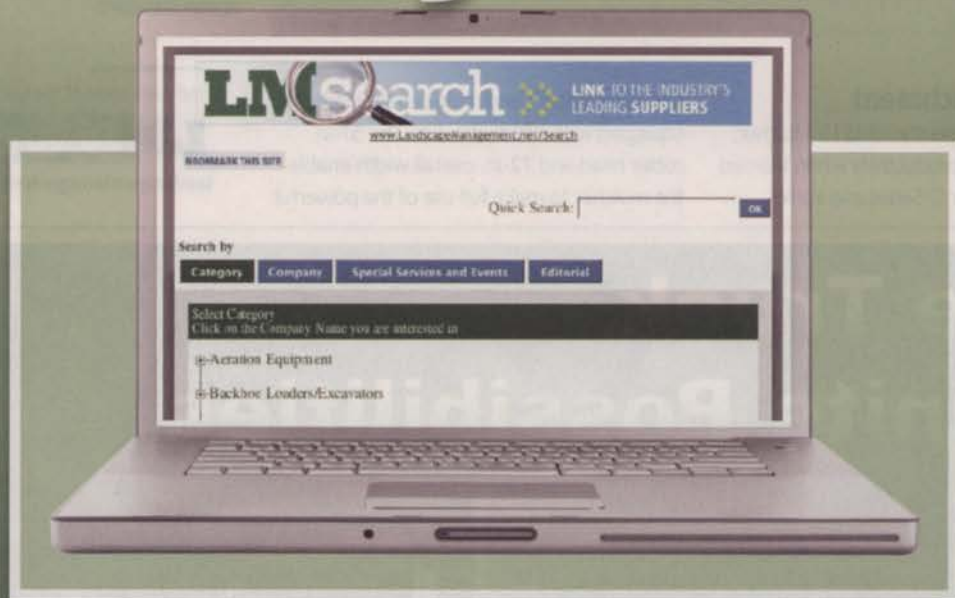 LMSearch
LINK TO THE INDUSTRY'S
LEADING SUPPLIERS
www.LandscapeManagement.net/Search
BOOKMARK THIS SITE
Quick Search:
OK
Search by
Category Company Special Services and Events Editorial
Select Category
Click on the Company Name you are interested in
Aeration Equipment
Backhoe Loaders/Excavators